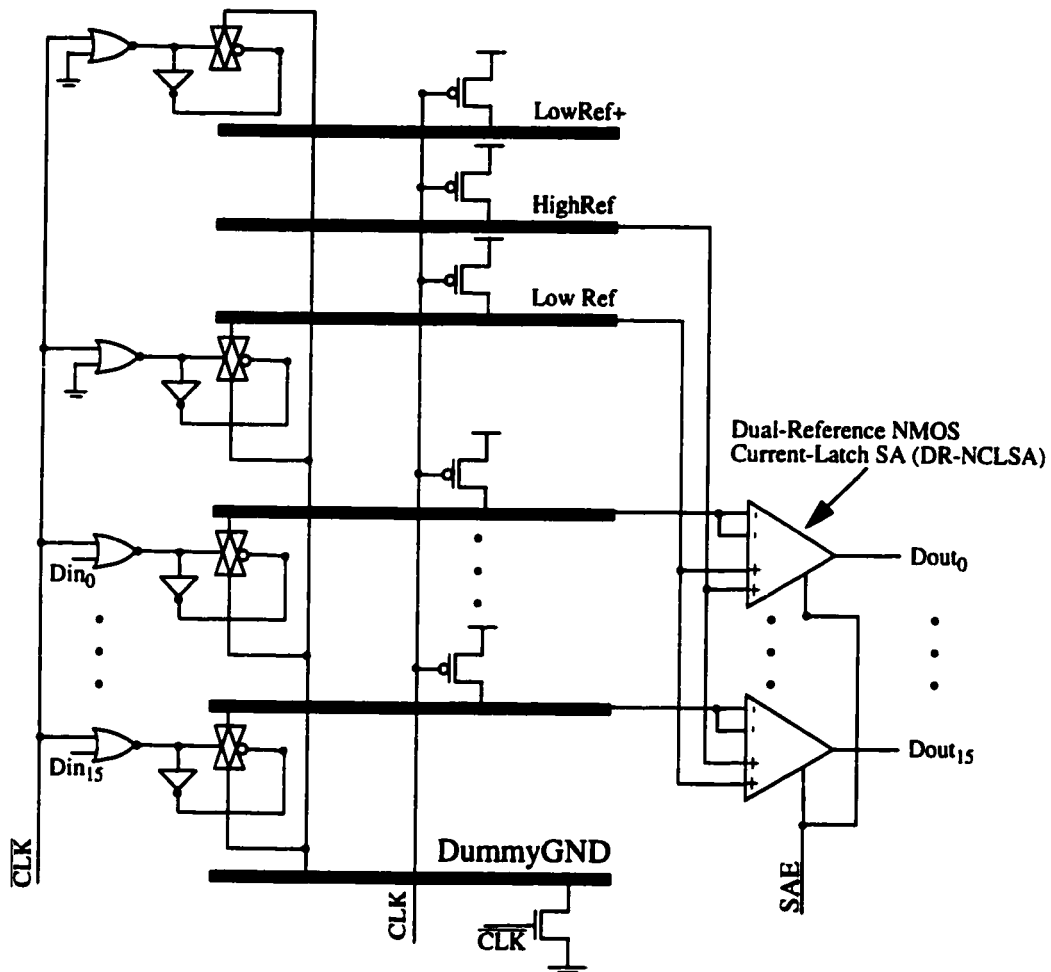 LowRef+
HighRef
Low Ref
Dual-Reference NMOS
Current-Latch SA (DR-NCLSA)
Din0
Dout0
Din15
Dout15
DummyGND
CLK
CLK
CLK
SAE